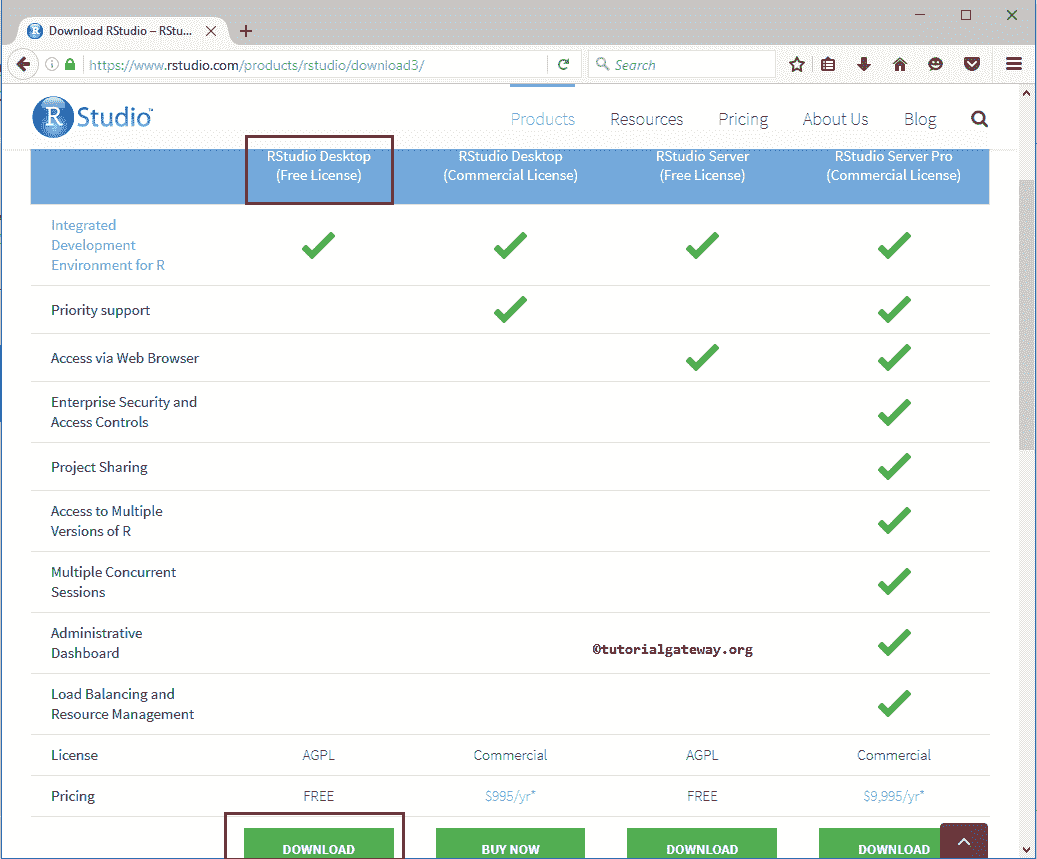 Download RStudio – RStu...
https://www.rstudio.com/products/rstudio/download3/
Search
R Studio™
Products Resources Pricing About Us Blog
RStudio Desktop
(Free License)
RStudio Desktop
(Commercial License)
RStudio Server
(Free License)
RStudio Server Pro
(Commercial License)
Integrated
Development
Environment for R
Priority support
Access via Web Browser
Enterprise Security and
Access Controls
Project Sharing
Access to Multiple
Versions of R
Multiple Concurrent
Sessions
Administrative
Dashboard
©tutorialgateway.org
Load Balancing and
Resource Management
License AGPL Commercial AGPL Commercial
Pricing FREE $995/yr* FREE $9,995/yr*
DOWNLOAD BUY NOW DOWNLOAD DOWNLOAD